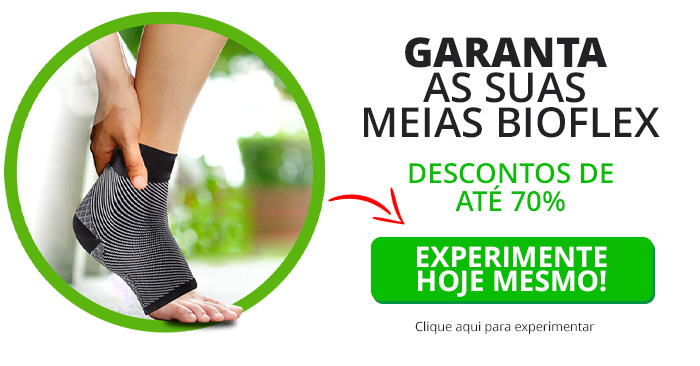 GARANTA
AS SUAS
MEIAS BIOFLEX
DESCONTOS DE
ATÉ 70%
EXPERIMENTE
HOJE MESMO!
Clique aqui para experimentar